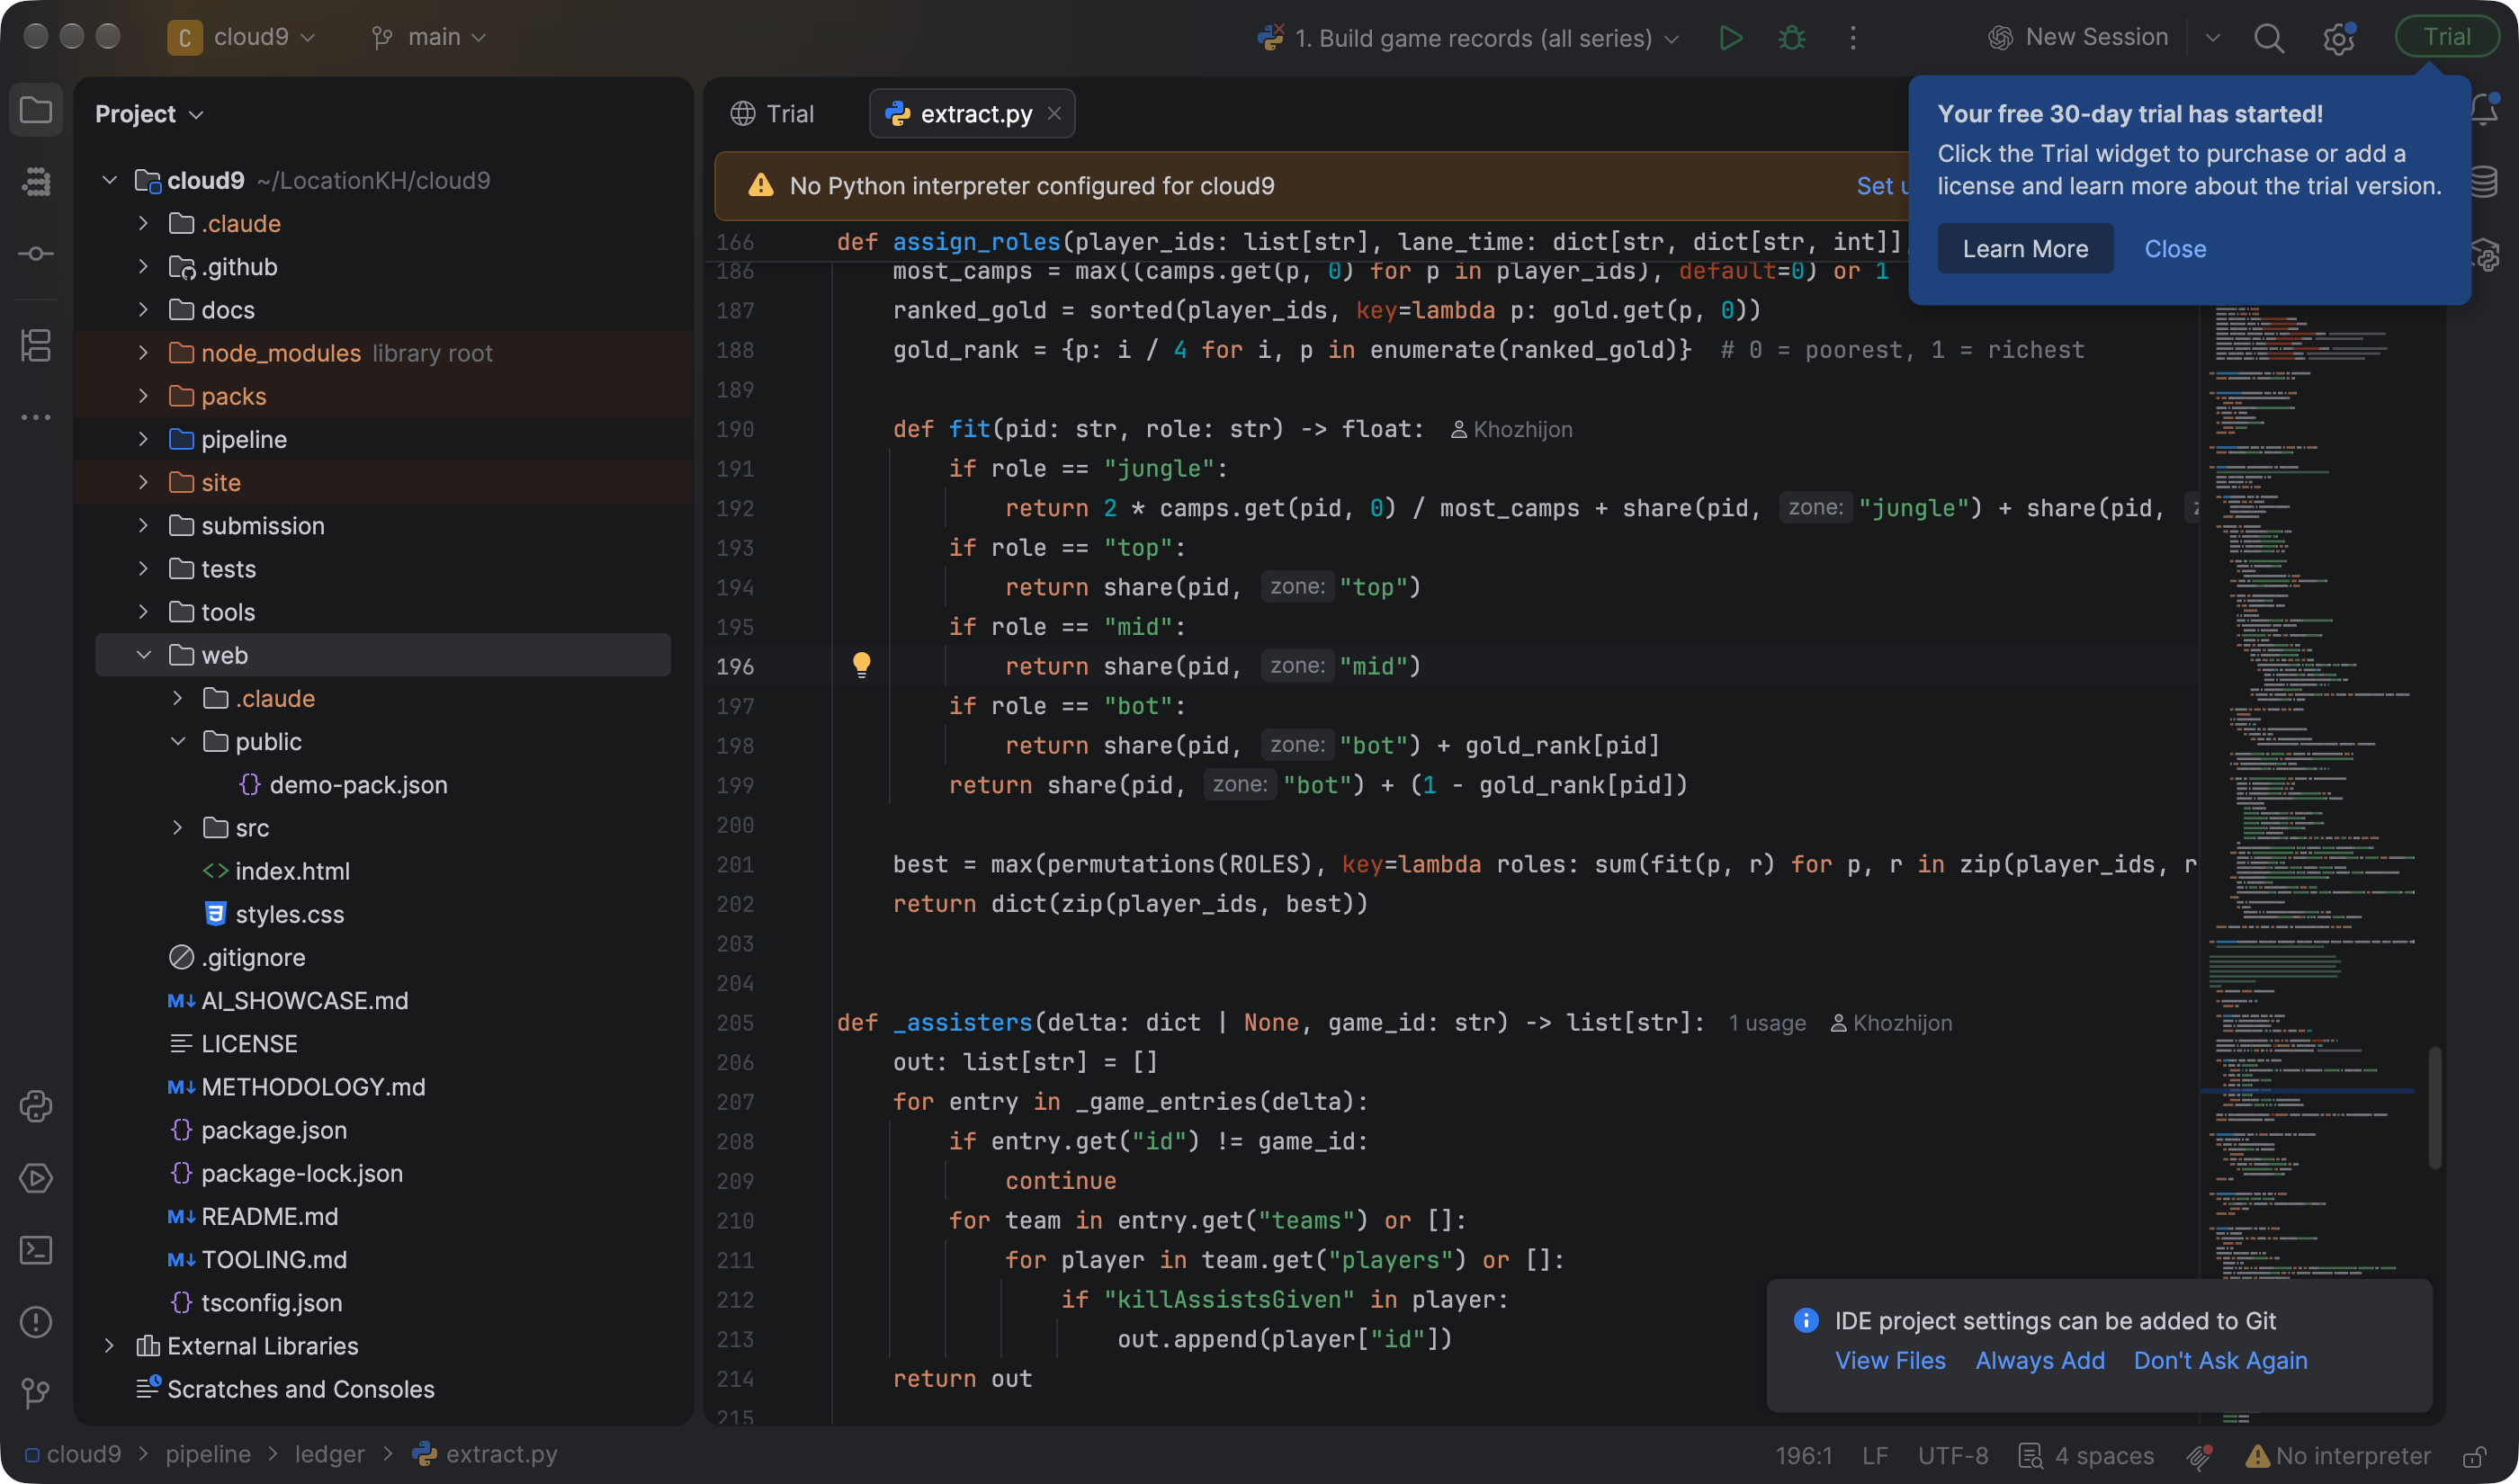 C cloud9
main
1. Build game records (all series)
New Session
Trial
Project
cloud9 ~/LocationKH/cloud9
.claude
.github
docs
node_modules library root
packs
pipeline
site
submission
tests
tools
web
.claude
public
{} demo-pack.json
src
<> index.html
styles.css
.gitignore
M↓ AI_SHOWCASE.md
LICENSE
M↓ METHODOLOGY.md
{} package.json
{} package-lock.json
M↓ README.md
M↓ TOOLING.md
{} tsconfig.json
External Libraries
Scratches and Consoles
Trial
extract.py
No Python interpreter configured for cloud9
Set
Your free 30-day trial has started!
Click the Trial widget to purchase or add a
license and learn more about the trial version.
Learn More Close
166 def assign_roles(player_ids: list[str], lane_time: dict[str, dict[str, int]],
186 most_camps = max((camps.get(p, 0) for p in player_ids), default=0) or 1
187 ranked_gold = sorted(player_ids, key=lambda p: gold.get(p, 0))
188 gold_rank = {p: i / 4 for i, p in enumerate(ranked_gold)} # 0 = poorest, 1 = richest
189
190 def fit(pid: str, role: str) -> float: Khozhijon
191 if role == "jungle":
192 return 2 * camps.get(pid, 0) / most_camps + share(pid, zone: "jungle") + share(pid,
193 if role == "top":
194 return share(pid, zone: "top")
195 if role == "mid":
196 return share(pid, zone: "mid")
197 if role == "bot":
198 return share(pid, zone: "bot") + gold_rank[pid]
199 return share(pid, zone: "bot") + (1 - gold_rank[pid])
200
201 best = max(permutations(ROLES), key=lambda roles: sum(fit(p, r) for p, r in zip(player_ids, r
202 return dict(zip(player_ids, best))
203
204
205 def _assisters(delta: dict | None, game_id: str) -> list[str]: 1 usage Khozhijon
206 out: list[str] = []
207 for entry in _game_entries(delta):
208 if entry.get("id") != game_id:
209 continue
210 for team in entry.get("teams") or []:
211 for player in team.get("players") or []:
212 if "killAssistsGiven" in player:
213 out.append(player["id"])
214 return out
215
IDE project settings can be added to Git
View Files Always Add Don't Ask Again
cloud9 > pipeline > ledger > extract.py
196:1 LF UTF-8 4 spaces No interpreter